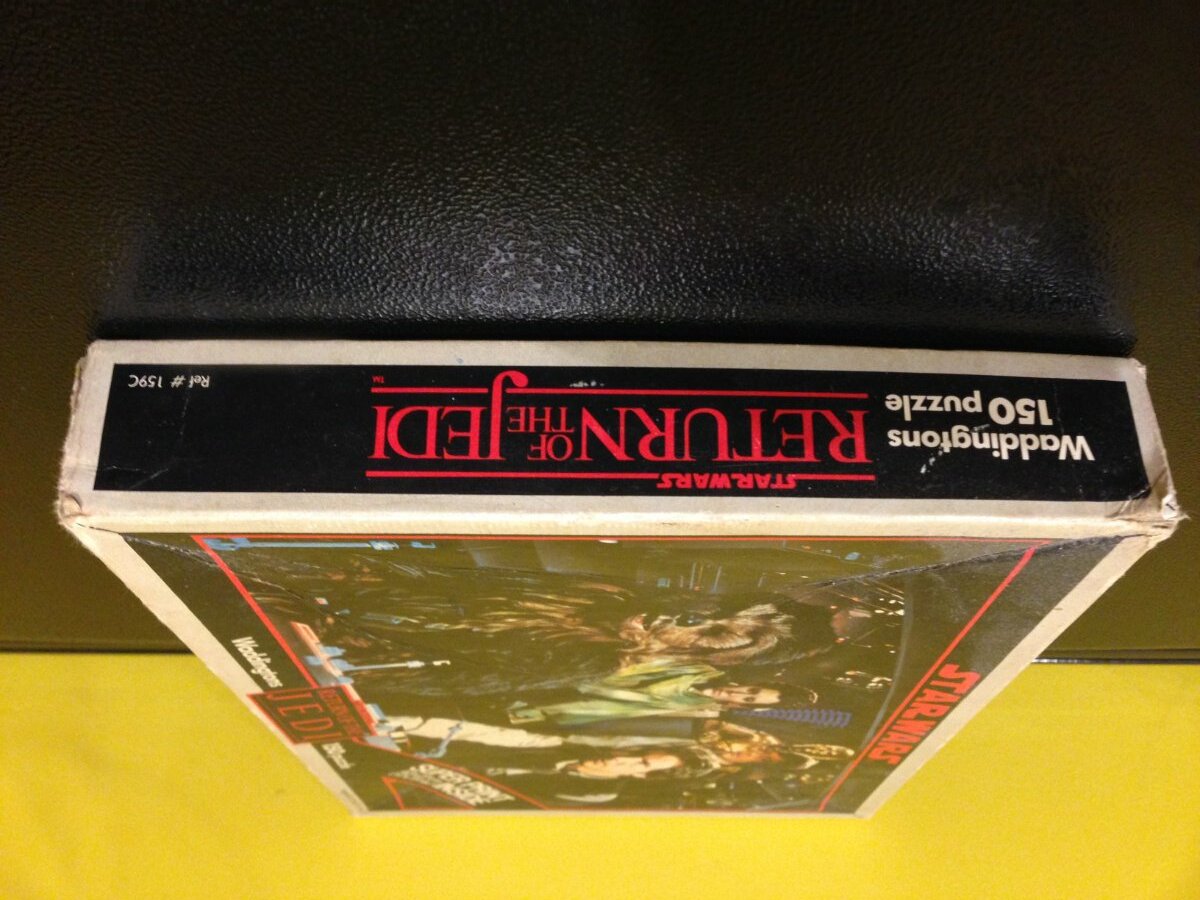 Waddingtons
150 puzzle
STAR WARS
RETURN OF THE JEDI
TM
Ref # 159C
STAR WARS
Waddingtons
JEDI